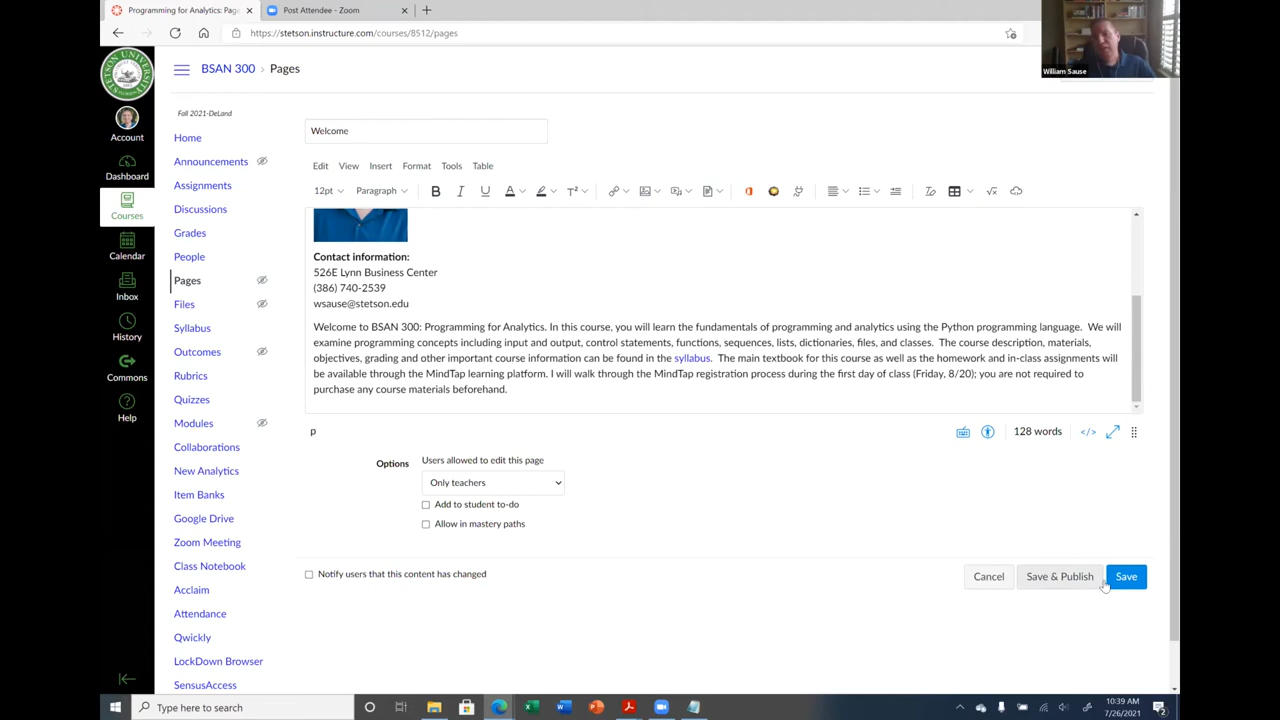 Programming for Analytics: Page
Post Attendee - Zoom
https://stetson.instructure.com/courses/8512/pages
William Sause
STETSON UNIVERSITY
BSAN 300 > Pages
Fall 2021-DeLand
Account
Dashboard
Courses
Calendar
Inbox
History
Commons
Help
Home
Announcements
Assignments
Discussions
Grades
People
Pages
Files
Syllabus
Outcomes
Rubrics
Quizzes
Modules
Collaborations
New Analytics
Item Banks
Google Drive
Zoom Meeting
Class Notebook
Acclaim
Attendance
Qwickly
LockDown Browser
SensusAccess
Welcome
Edit View Insert Format Tools Table
12pt Paragraph B I U A T²
Contact information:
526E Lynn Business Center
(386) 740-2539
wsause@stetson.edu
Welcome to BSAN 300: Programming for Analytics. In this course, you will learn the fundamentals of programming and analytics using the Python programming language. We will
examine programming concepts including input and output, control statements, functions, sequences, lists, dictionaries, files, and classes. The course description, materials,
objectives, grading and other important course information can be found in the syllabus. The main textbook for this course as well as the homework and in-class assignments will
be available through the MindTap learning platform. I will walk through the MindTap registration process during the first day of class (Friday, 8/20); you are not required to
purchase any course materials beforehand.
p
128 words </>
Options
Users allowed to edit this page
Only teachers
Add to student to-do
Allow in mastery paths
Notify users that this content has changed
Cancel Save & Publish Save
Type here to search
10:39 AM
7/26/2021
2